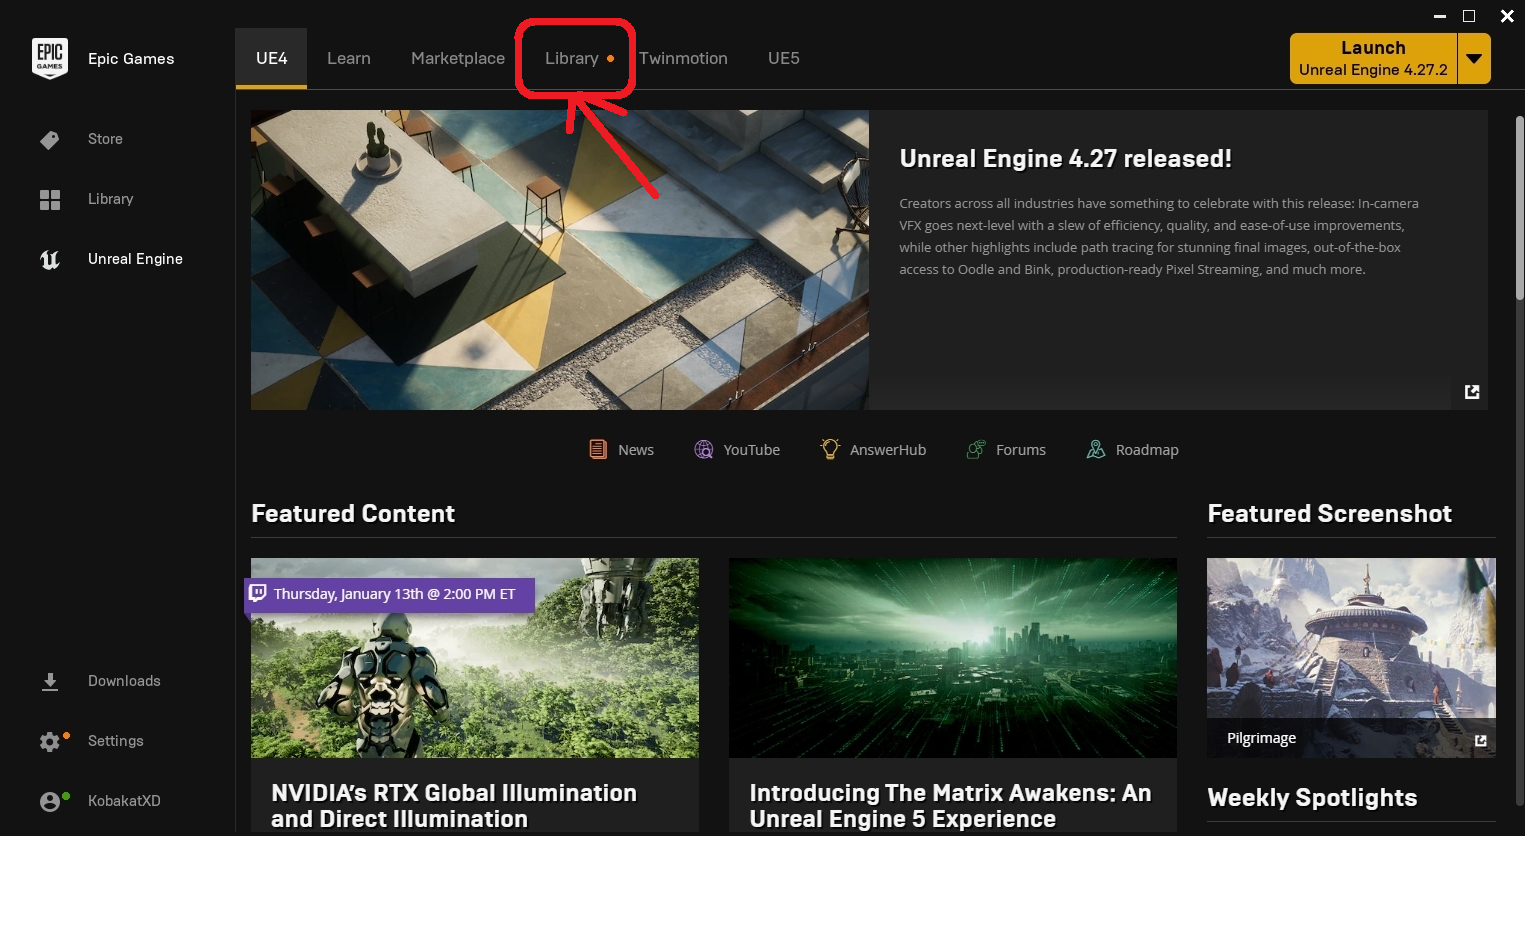 EPIC
GAMES
Epic Games
UE4
Learn
Marketplace
Library
Twinmotion
UE5
Launch
Unreal Engine 4.27.2
Store
Library
Unreal Engine
Unreal Engine 4.27 released!
Creators across all industries have something to celebrate with this release: In-camera
VFX goes next-level with a slew of efficiency, quality, and ease-of-use improvements,
while other highlights include path tracing for stunning final images, out-of-the-box
access to Oodle and Bink, production-ready Pixel Streaming, and much more.
News
YouTube
AnswerHub
Forums
Roadmap
Featured Content
Featured Screenshot
Thursday, January 13th @ 2:00 PM ET
Pilgrimage
NVIDIA's RTX Global Illumination
and Direct Illumination
Introducing The Matrix Awakens: An
Unreal Engine 5 Experience
Weekly Spotlights
Downloads
Settings
KobakatXD